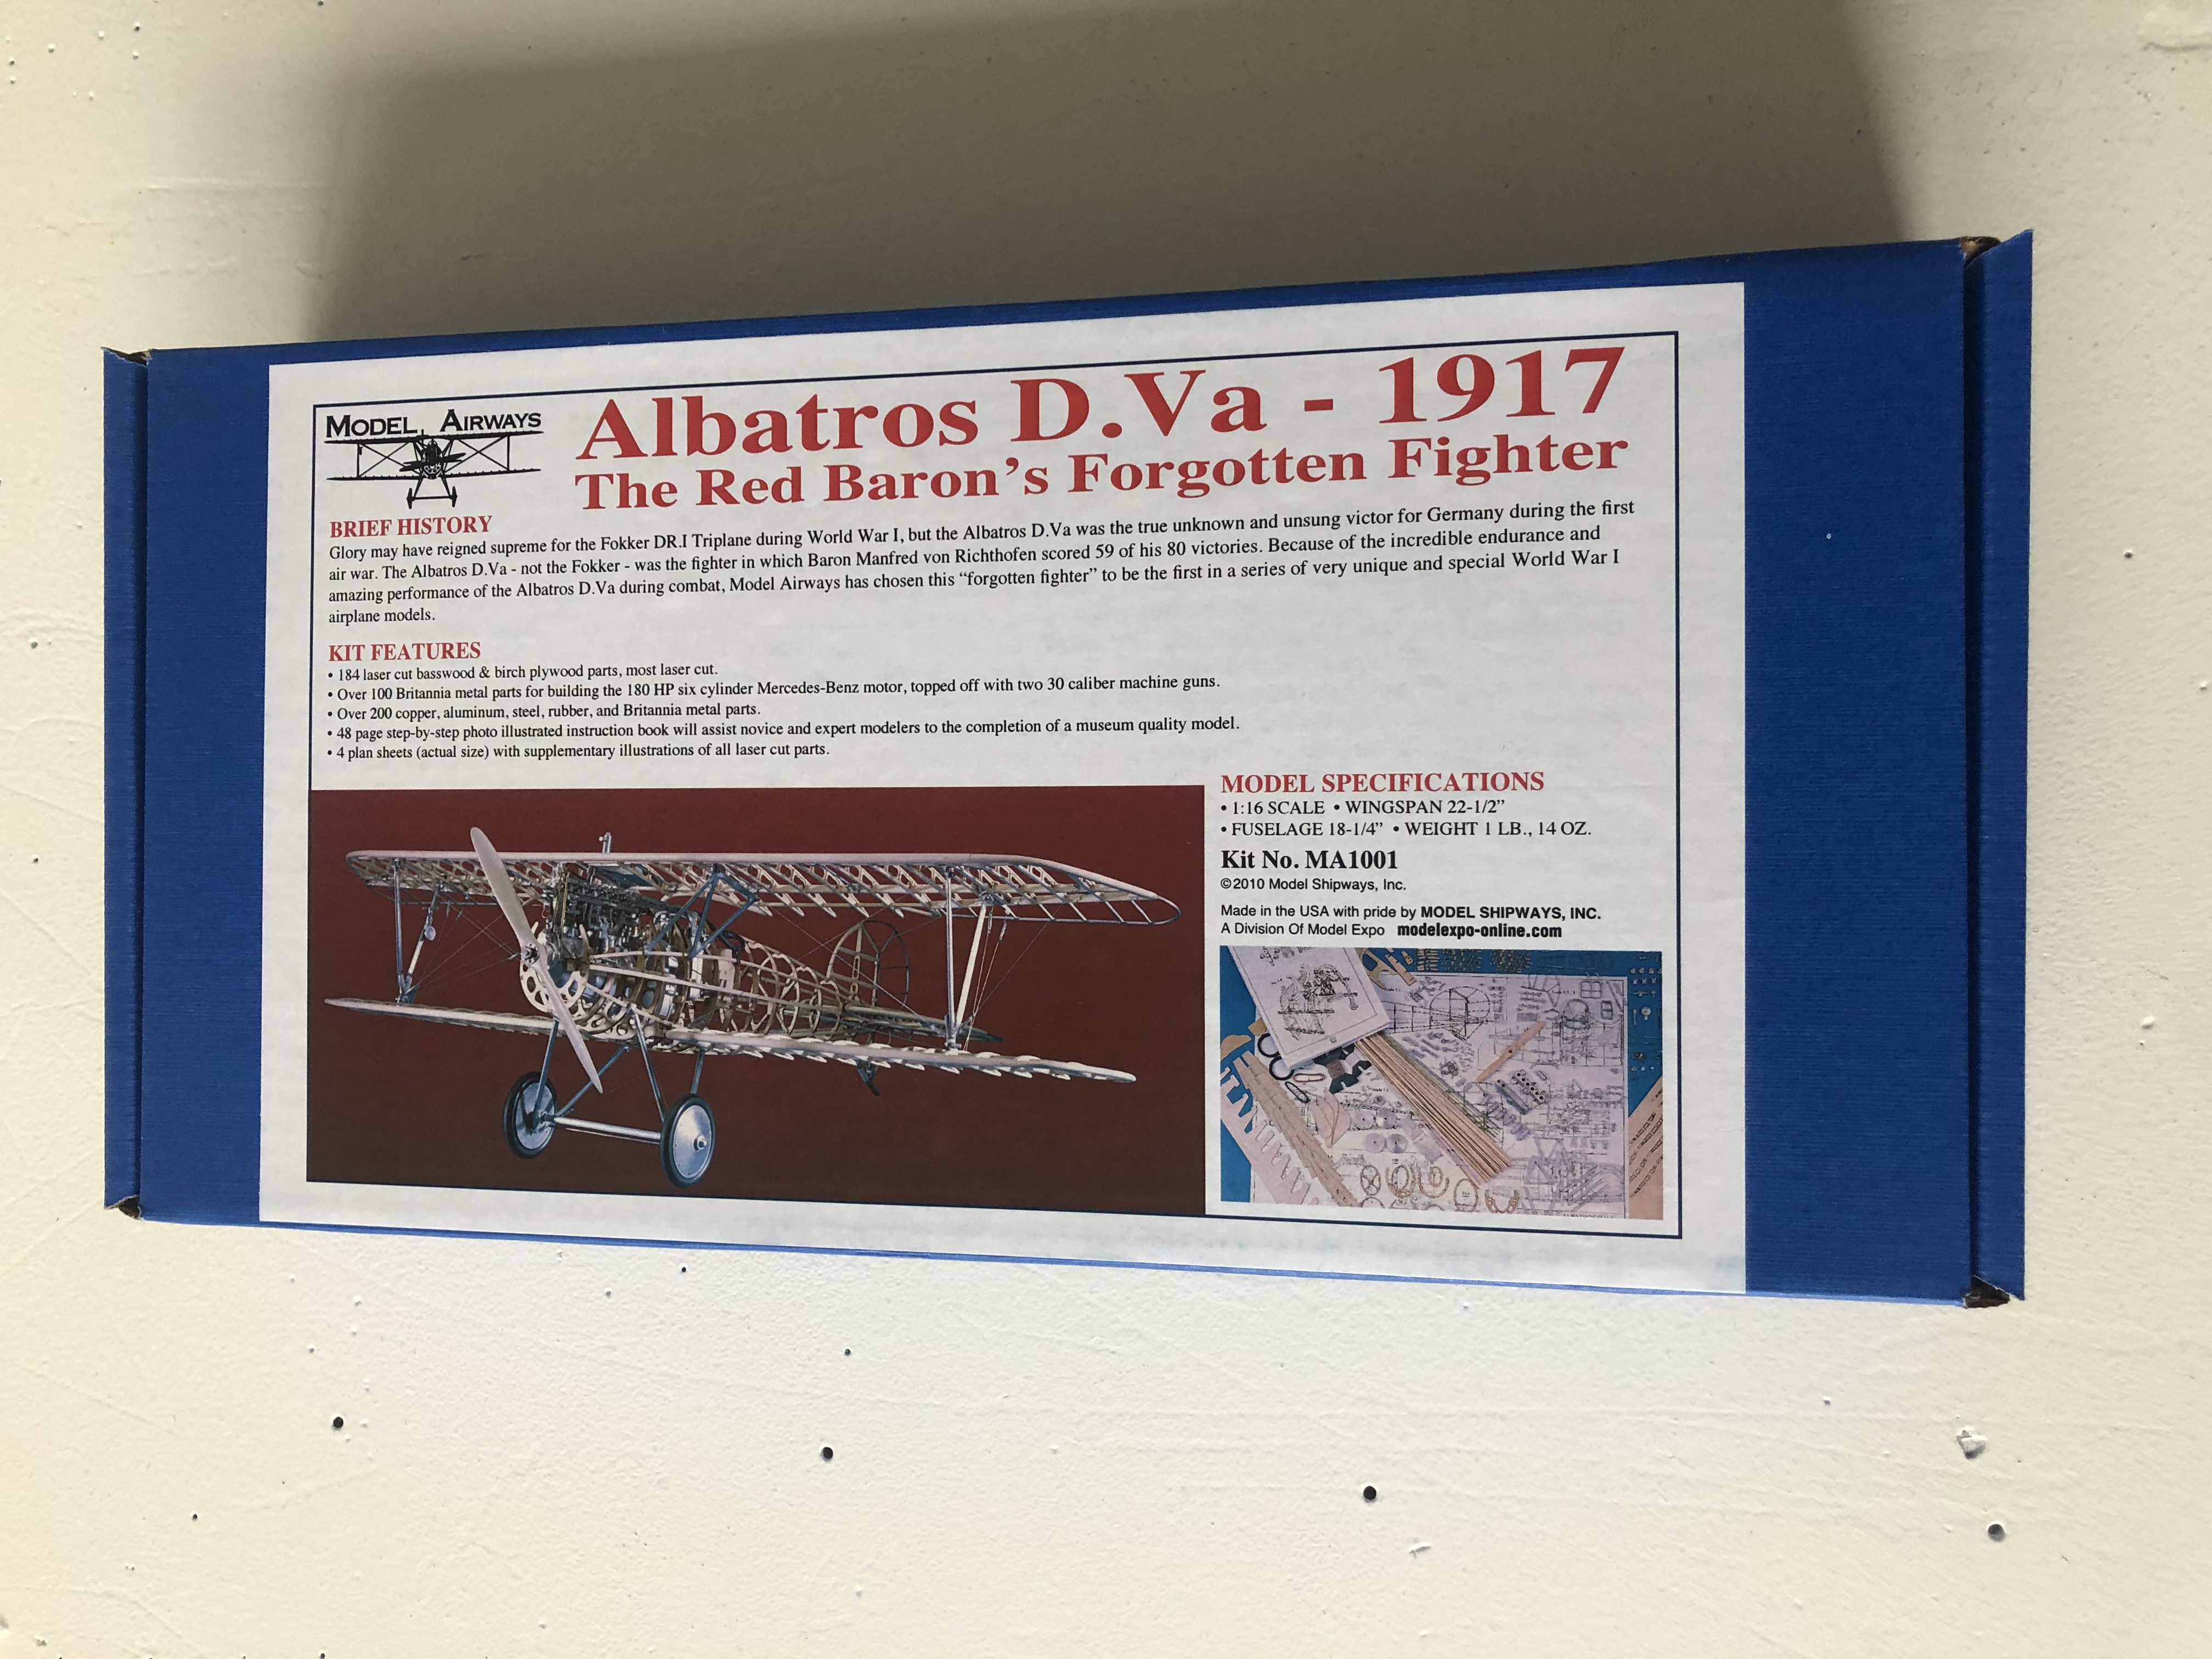 MODEL AIRWAYS
Albatros D.Va - 1917
The Red Baron's Forgotten Fighter
BRIEF HISTORY
Glory may have reigned supreme for the Fokker DR.I Triplane during World War I, but the Albatros D.Va was the true unknown and unsung victor for Germany during the first
air war. The Albatros D.Va - not the Fokker - was the fighter in which Baron Manfred von Richthofen scored 59 of his 80 victories. Because of the incredible endurance and
amazing performance of the Albatros D.Va during combat, Model Airways has chosen this “forgotten fighter” to be the first in a series of very unique and special World War I
airplane models.
KIT FEATURES
• 184 laser cut basswood & birch plywood parts, most laser cut.
• Over 100 Britannia metal parts for building the 180 HP six cylinder Mercedes-Benz motor, topped off with two 30 caliber machine guns.
• Over 200 copper, aluminum, steel, rubber, and Britannia metal parts.
• 48 page step-by-step photo illustrated instruction book will assist novice and expert modelers to the completion of a museum quality model.
• 4 plan sheets (actual size) with supplementary illustrations of all laser cut parts.
MODEL SPECIFICATIONS
• 1:16 SCALE • WINGSPAN 22-1/2”
• FUSELAGE 18-1/4” • WEIGHT 1 LB., 14 OZ.
Kit No. MA1001
©2010 Model Shipways, Inc.
Made in the USA with pride by MODEL SHIPWAYS, INC.
A Division Of Model Expo modelexpo-online.com